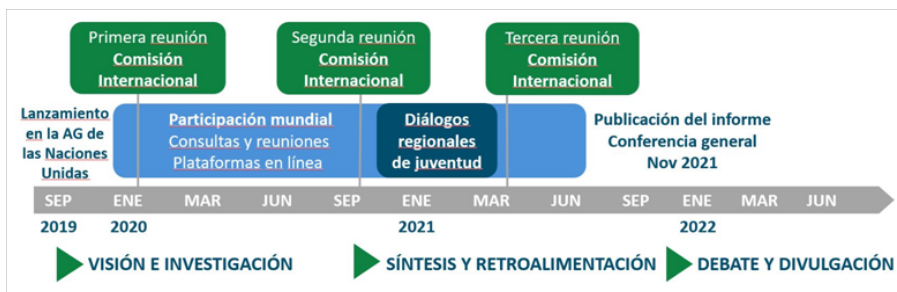 Primera reunión
Comisión
Internacional
Segunda reunión
Comisión
Internacional
Tercera reunión
Comisión
Internacional
Lanzamiento
en la AG de
las Naciones
Unidas
Participación mundial
Consultas y reuniones
Plataformas en línea
Diálogos
regionales
de juventud
Publicación del informe
Conferencia general
Nov 2021
SEP ENE MAR JUN SEP ENE MAR JUN SEP ENE MAR JUN
2019 2020 2021 2022
VISIÓN E INVESTIGACIÓN SÍNTESIS Y RETROALIMENTACIÓN DEBATE Y DIVULGACIÓN